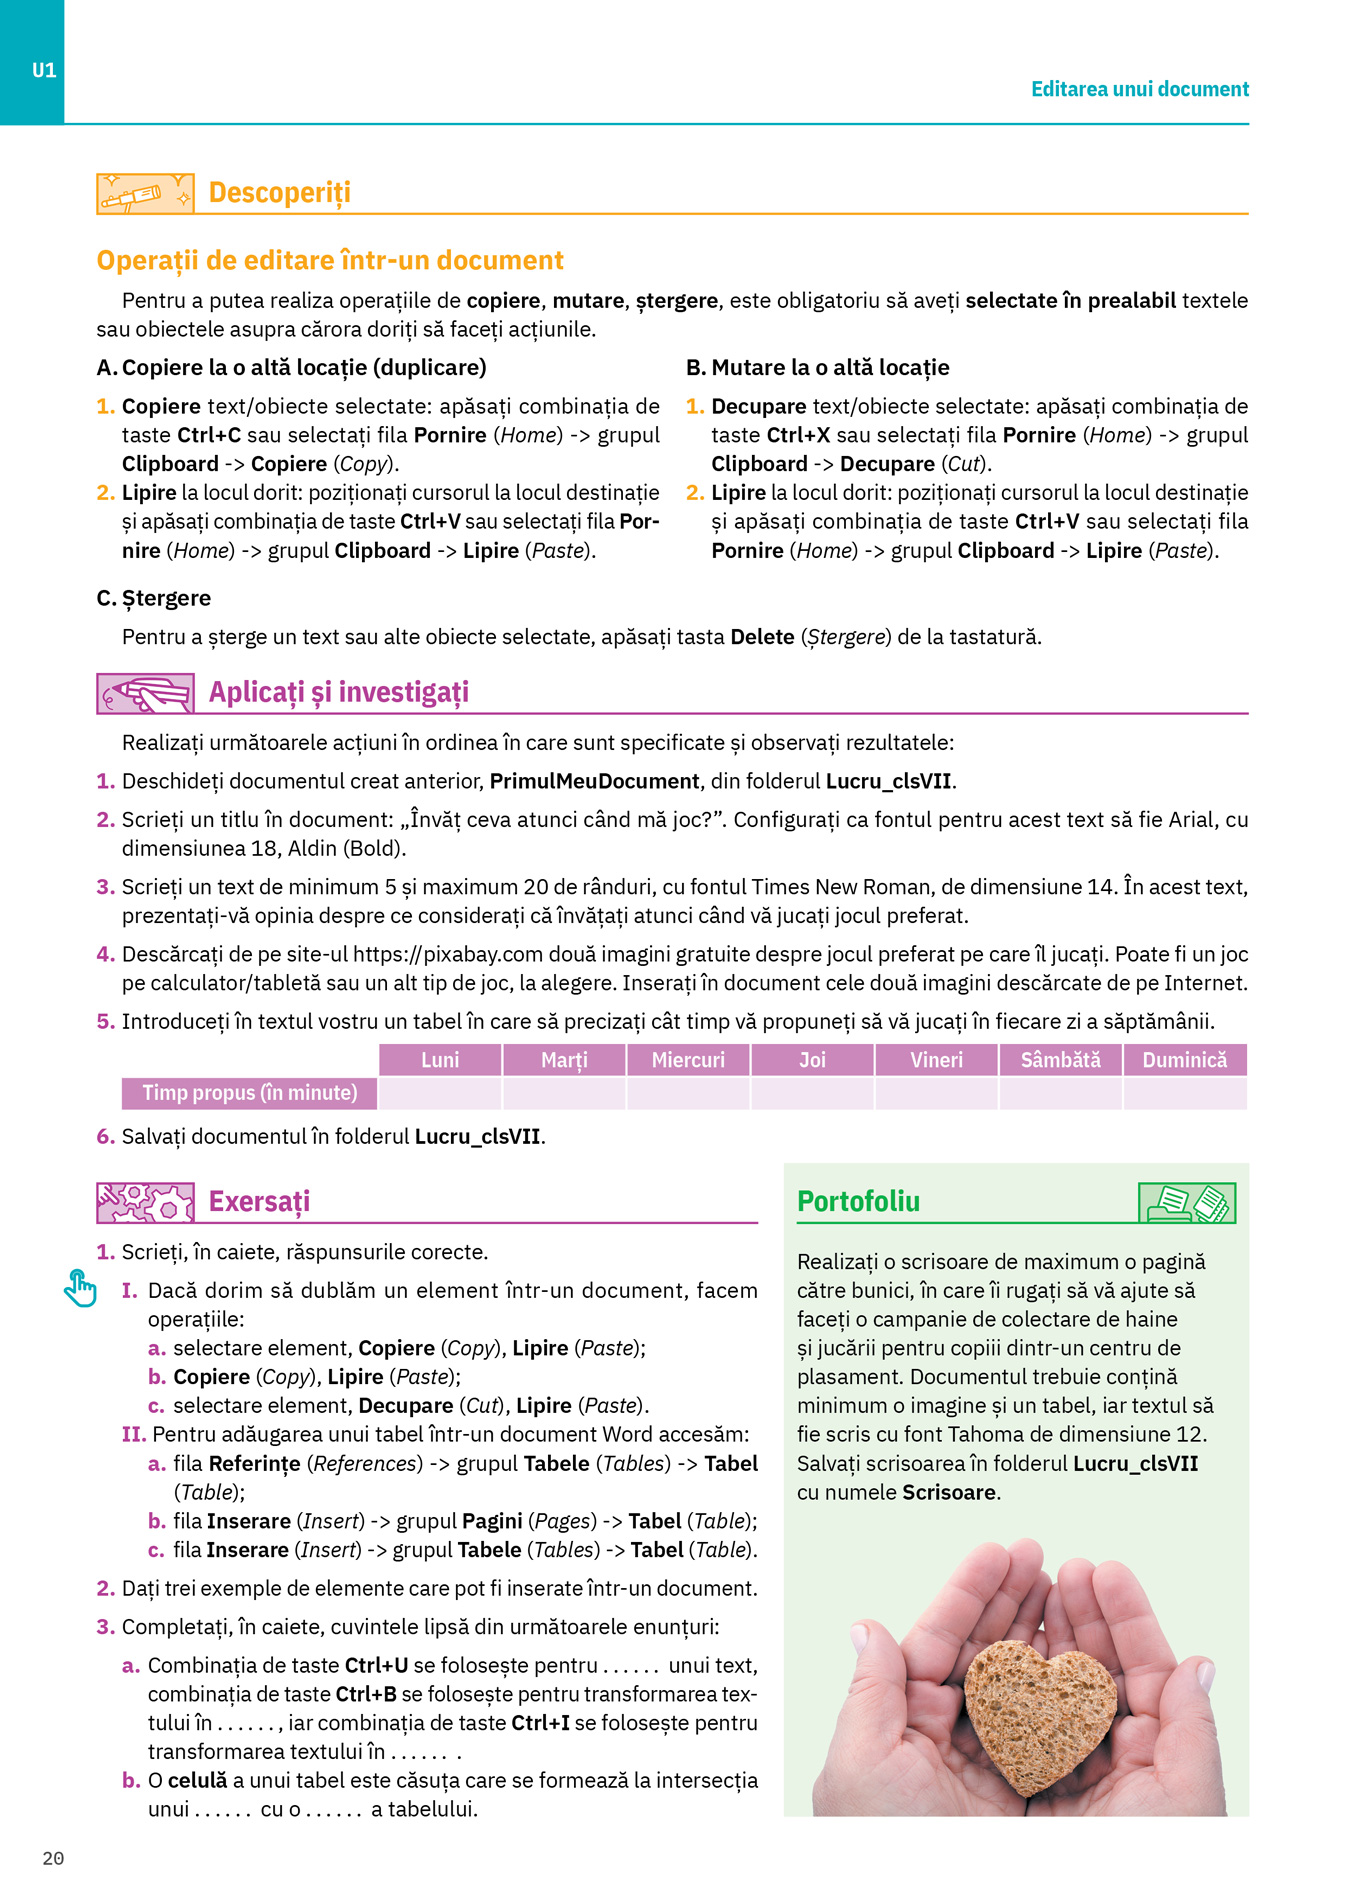 U1
Editarea unui document
Descoperiți
Operații de editare într-un document
Pentru a putea realiza operațiile de copiere, mutare, ștergere, este obligatoriu să aveți selectate în prealabil textele
sau obiectele asupra cărora doriți să faceți acțiunile.
A. Copiere la o altă locație (duplicare)
1. Copiere text/obiecte selectate: apăsați combinația de
taste Ctrl+C sau selectați fila Pornire (Home) -> grupul
Clipboard -> Copiere (Copy).
2. Lipire la locul dorit: poziționați cursorul la locul destinație
și apăsați combinația de taste Ctrl+V sau selectați fila Por-
nire (Home) -> grupul Clipboard -> Lipire (Paste).
B. Mutare la o altă locație
1. Decupare text/obiecte selectate: apăsați combinația de
taste Ctrl+X sau selectați fila Pornire (Home) -> grupul
Clipboard -> Decupare (Cut).
2. Lipire la locul dorit: poziționați cursorul la locul destinație
și apăsați combinația de taste Ctrl+V sau selectați fila
Pornire (Home) -> grupul Clipboard -> Lipire (Paste).
C. Ștergere
Pentru a șterge un text sau alte obiecte selectate, apăsați tasta Delete (Ștergere) de la tastatură.
Aplicați și investigați
Realizați următoarele acțiuni în ordinea în care sunt specificate și observați rezultatele:
1. Deschideți documentul creat anterior, PrimulMeuDocument, din folderul Lucru_clsVII.
2. Scrieți un titlu în document: „Învăț ceva atunci când mă joc?”. Configurați ca fontul pentru acest text să fie Arial, cu
dimensiunea 18, Aldin (Bold).
3. Scrieți un text de minimum 5 și maximum 20 de rânduri, cu fontul Times New Roman, de dimensiune 14. În acest text,
prezentați-vă opinia despre ce considerați că învățați atunci când vă jucați jocul preferat.
4. Descărcați de pe site-ul https://pixabay.com două imagini gratuite despre jocul preferat pe care îl jucați. Poate fi un joc
pe calculator/tabletă sau un alt tip de joc, la alegere. Inserați în document cele două imagini descărcate de pe Internet.
5. Introduceți în textul vostru un tabel în care să precizați cât timp vă propuneți să vă jucați în fiecare zi a săptămânii.
Luni Marți Miercuri Joi Vineri Sâmbătă Duminică
Timp propus (în minute)
6. Salvați documentul în folderul Lucru_clsVII.
Exersați
1. Scrieți, în caiete, răspunsurile corecte.
I. Dacă dorim să dublăm un element într-un document, facem
operațiile:
a. selectare element, Copiere (Copy), Lipire (Paste);
b. Copiere (Copy), Lipire (Paste);
c. selectare element, Decupare (Cut), Lipire (Paste).
II. Pentru adăugarea unui tabel într-un document Word accesăm:
a. fila Referințe (References) -> grupul Tabele (Tables) -> Tabel
(Table);
b. fila Inserare (Insert) -> grupul Pagini (Pages) -> Tabel (Table);
c. fila Inserare (Insert) -> grupul Tabele (Tables) -> Tabel (Table).
2. Dați trei exemple de elemente care pot fi inserate într-un document.
3. Completați, în caiete, cuvintele lipsă din următoarele enunțuri:
a. Combinația de taste Ctrl+U se folosește pentru . . . . . . unui text,
combinația de taste Ctrl+B se folosește pentru transformarea tex-
tului în . . . . . . , iar combinația de taste Ctrl+I se folosește pentru
transformarea textului în . . . . . . .
b. O celulă a unui tabel este căsuța care se formează la intersecția
unui . . . . . . cu o . . . . . . a tabelului.
Portofoliu
Realizați o scrisoare de maximum o pagină
către bunici, în care îi rugați să vă ajute să
faceți o campanie de colectare de haine
și jucării pentru copiii dintr-un centru de
plasament. Documentul trebuie conțină
minimum o imagine și un tabel, iar textul să
fie scris cu font Tahoma de dimensiune 12.
Salvați scrisoarea în folderul Lucru_clsVII
cu numele Scrisoare.
20